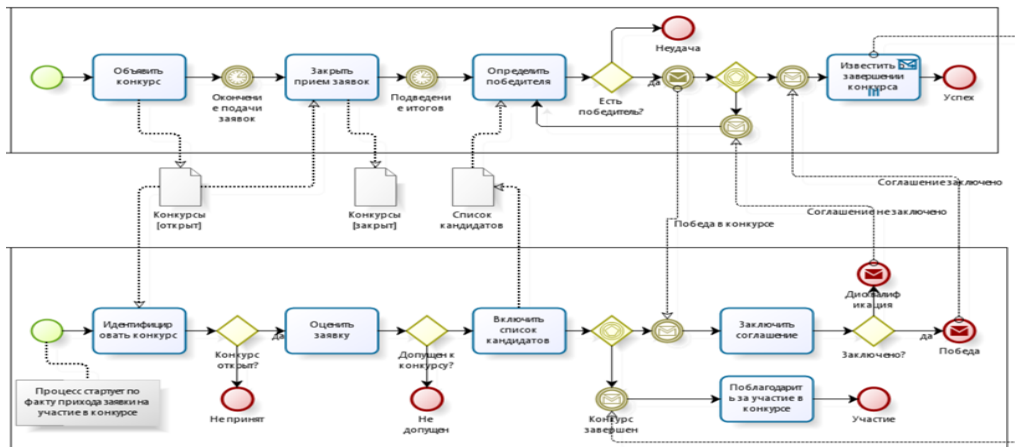 Неудача
Объявить
конкурс
Закрыть
прием заявок
Определить
победителя
Известить о
завершении
конкурса
да
Окончени
е подачи
заявок
Подведени
е итогов
Есть
победитель?
Успех
Соглашение заключено
Конкурсы
[открыт]
Конкурсы
[закрыт]
Список
кандидатов
Соглашение не заключено
Победа в конкурсе
Дисквалиф
икация
Идентифицир
овать конкурс
Оценить
заявку
Включить
список
кандидатов
Заключить
соглашение
да
да
Конкурс
открыт?
Допущен к
конкурсу?
Заключено?
Победа
Процесс стартует по
факту прихода заявки на
участие в конкурсе
Поблагодарит
ь за участие в
конкурсе
Не принят
Не
допущен
Конкурс
завершен
Участие